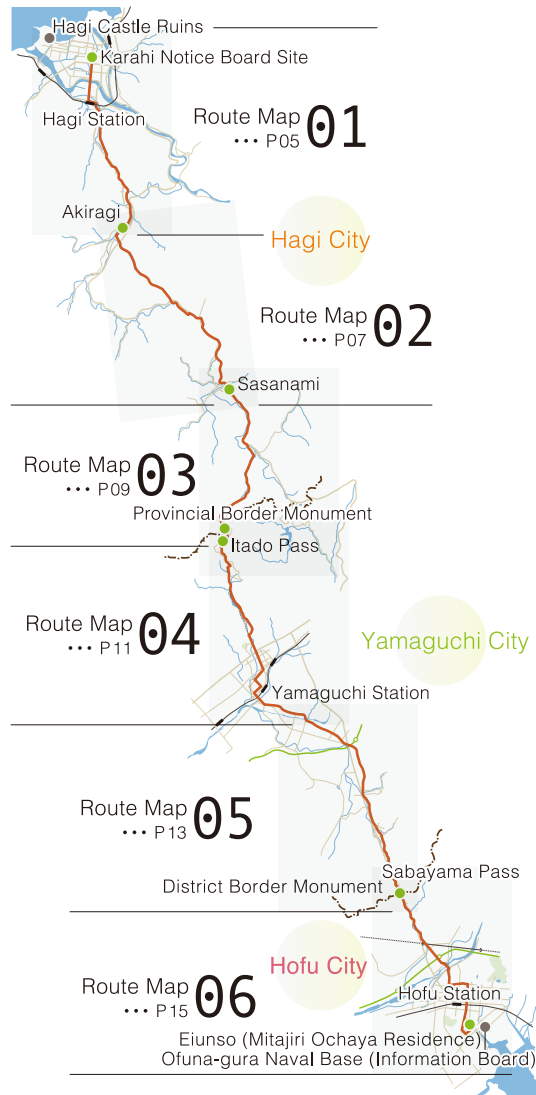 Hagi Castle Ruins
Karahi Notice Board Site
Hagi Station
Route Map 01
… P05
Akiragi
Hagi City
Route Map 02
… P07
Sasanami
Route Map 03
… P09
Provincial Border Monument
Itado Pass
Route Map 04
… P11
Yamaguchi City
Yamaguchi Station
Route Map 05
… P13
Sabayama Pass
District Border Monument
Hofu City
Route Map 06
… P15
Hofu Station
Eiunso (Mitajiri Ochaya Residence)
Ofuna-gura Naval Base (Information Board)